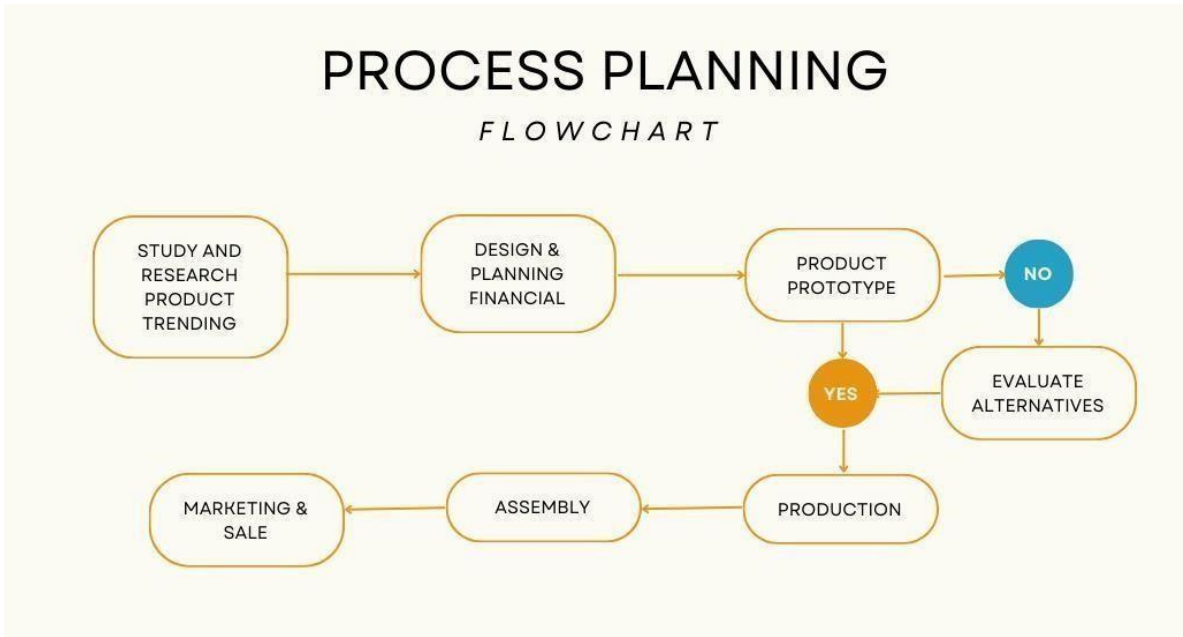 PROCESS PLANNING
FLOWCHART
STUDY AND
RESEARCH
PRODUCT
TRENDING
DESIGN &
PLANNING
FINANCIAL
PRODUCT
PROTOTYPE
NO
YES
EVALUATE
ALTERNATIVES
PRODUCTION
ASSEMBLY
MARKETING &
SALE